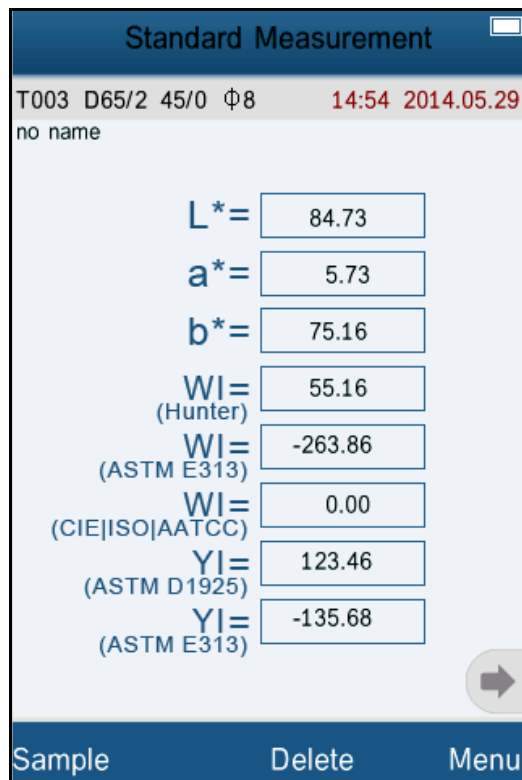 Standard Measurement
T003 D65/2 45/0 Φ8 14:54 2014.05.29
no name
L*= 84.73
a*= 5.73
b*= 75.16
WI= 55.16
(Hunter)
WI= -263.86
(ASTM E313)
WI= 0.00
(CIE|ISO|AATCC)
YI= 123.46
(ASTM D1925)
YI= -135.68
(ASTM E313)
Sample Delete Menu